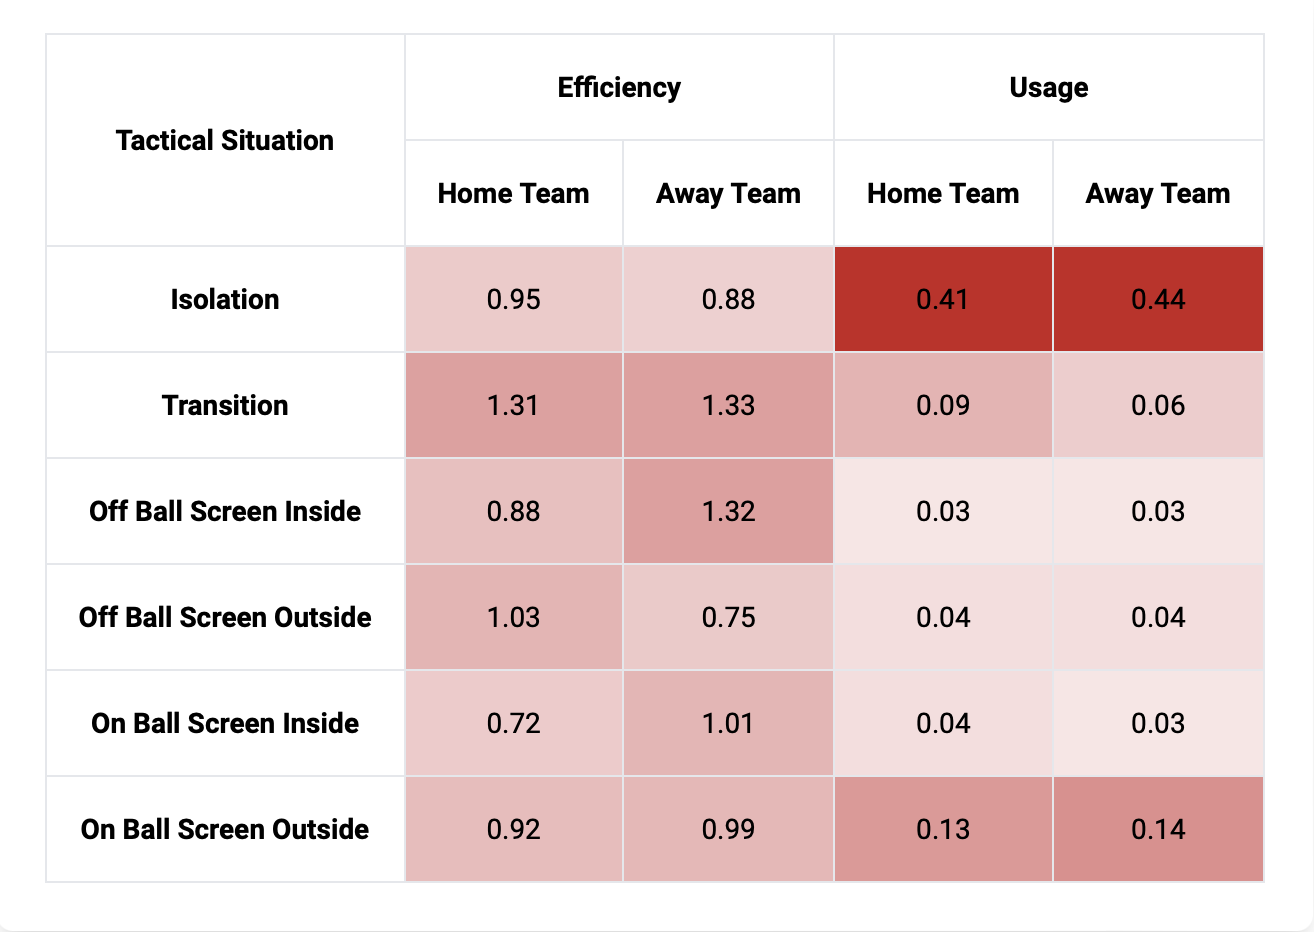 Tactical Situation Efficiency Usage
Home Team Away Team Home Team Away Team
Isolation 0.95 0.88 0.41 0.44
Transition 1.31 1.33 0.09 0.06
Off Ball Screen Inside 0.88 1.32 0.03 0.03
Off Ball Screen Outside 1.03 0.75 0.04 0.04
On Ball Screen Inside 0.72 1.01 0.04 0.03
On Ball Screen Outside 0.92 0.99 0.13 0.14